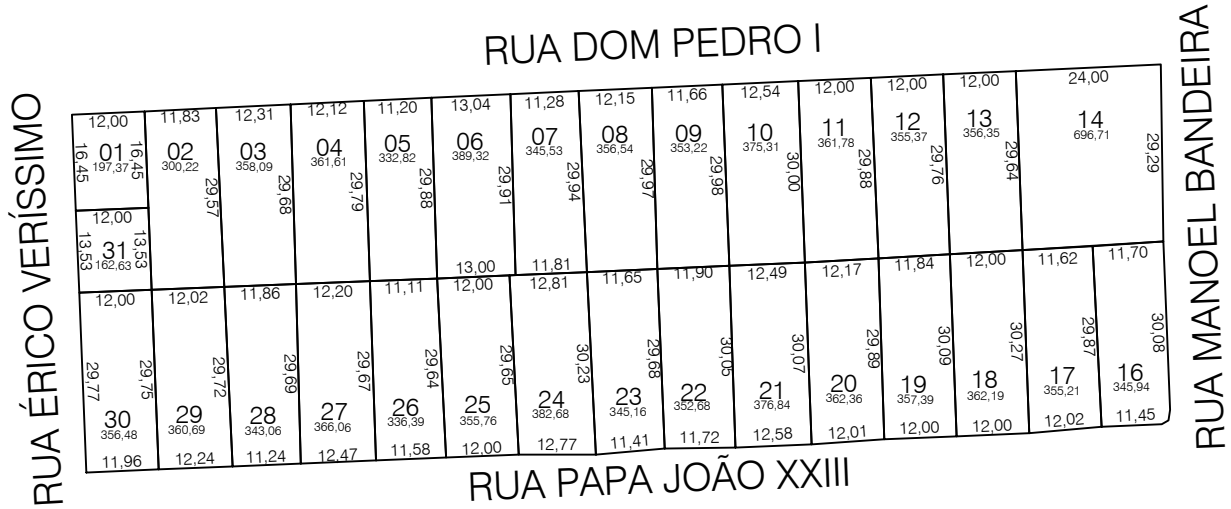 RUA DOM PEDRO I
RUA ÉRICO VERÍSSIMO
RUA MANOEL BANDEIRA
12,00 11,83 12,31 12,12 11,20 13,04 11,28 12,15 11,66 12,54 12,00 12,00 12,00 24,00
01 02 03 04 05 06 07 08 09 10 11 12 13 14
197,37 300,22 358,09 361,61 332,82 389,32 345,53 356,54 353,22 375,31 361,78 355,37 356,35 696,71
16,45 16,45 29,57 29,68 29,79 29,88 29,91 29,94 29,97 29,98 30,00 29,88 29,76 29,64 29,29
12,00
31
162,63
13,53 13,53
13,00 11,81
12,00 12,02 11,86 12,20 11,11 12,00 12,81 11,65 11,90 12,49 12,17 11,84 12,00 11,62 11,70
29,77 29,75 29,72 29,69 29,67 29,64 29,65 30,23 29,68 30,05 30,07 29,89 30,09 30,27 29,87 30,08
30 29 28 27 26 25 24 23 22 21 20 19 18 17 16
356,48 360,69 343,06 366,06 336,39 355,76 382,68 345,16 352,68 376,84 362,36 357,39 362,19 355,21 345,94
11,96 12,24 11,24 12,47 11,58 12,00 12,77 11,41 11,72 12,58 12,01 12,00 12,00 12,02 11,45
RUA PAPA JOÃO XXIII